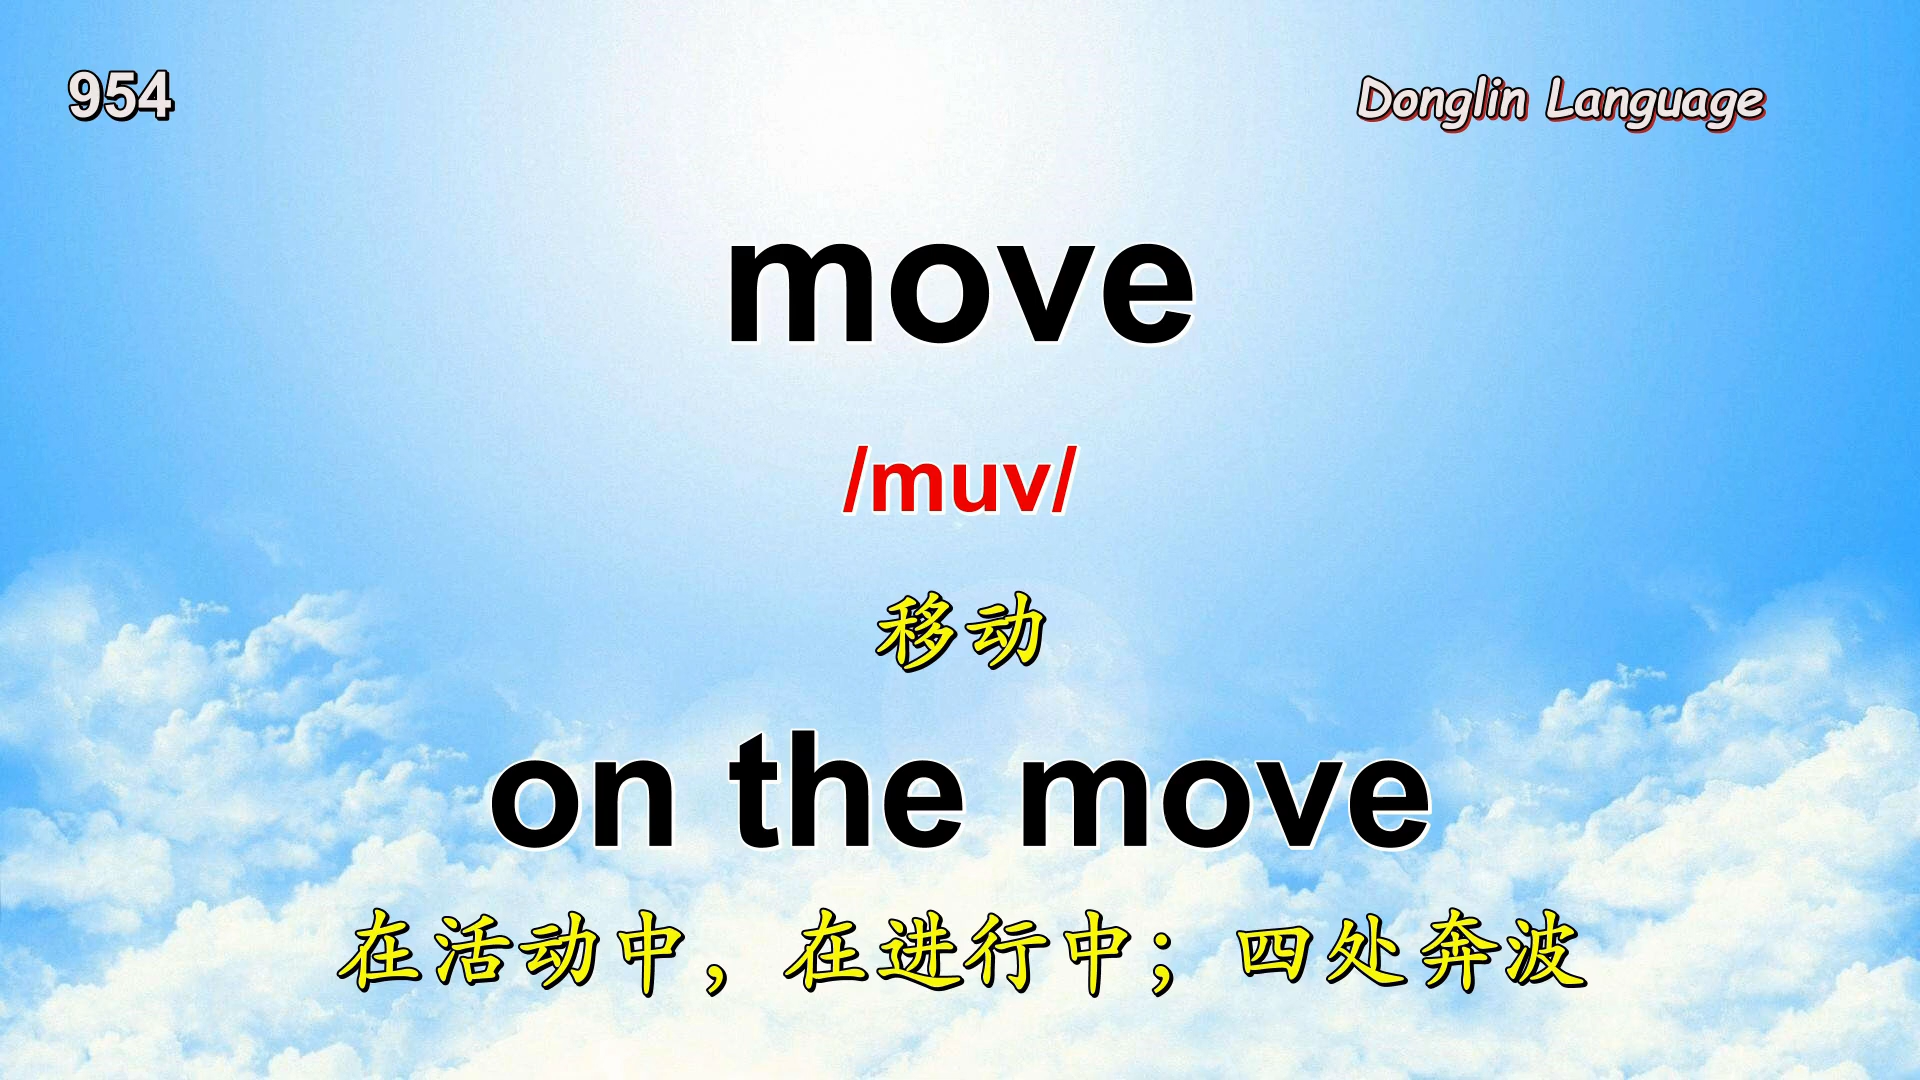 954
Donglin Language
move
/muv/
移动
on the move
在活动中，在进行中；四处奔波